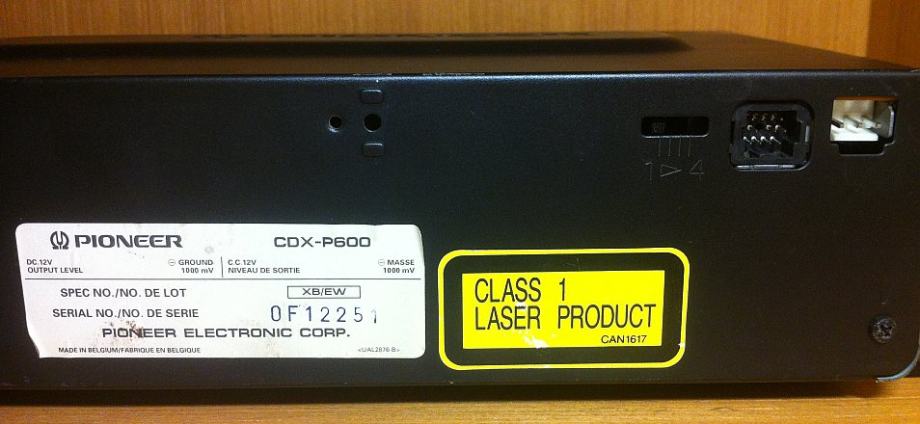 1 ▷ 4
PIONEER CDX-P600
DC.12V ⊖ GROUND C.C.12V ⊖ MASSE
OUTPUT LEVEL 1000 mV NIVEAU DE SORTIE 1000 mV
SPEC NO./NO. DE LOT XB/EW
SERIAL NO./NO. DE SERIE 0F12251
PIONEER ELECTRONIC CORP.
MADE IN BELGIUM/FABRIQUE EN BELGIQUE <UAL2876-B>
CLASS 1
LASER PRODUCT
CAN1617